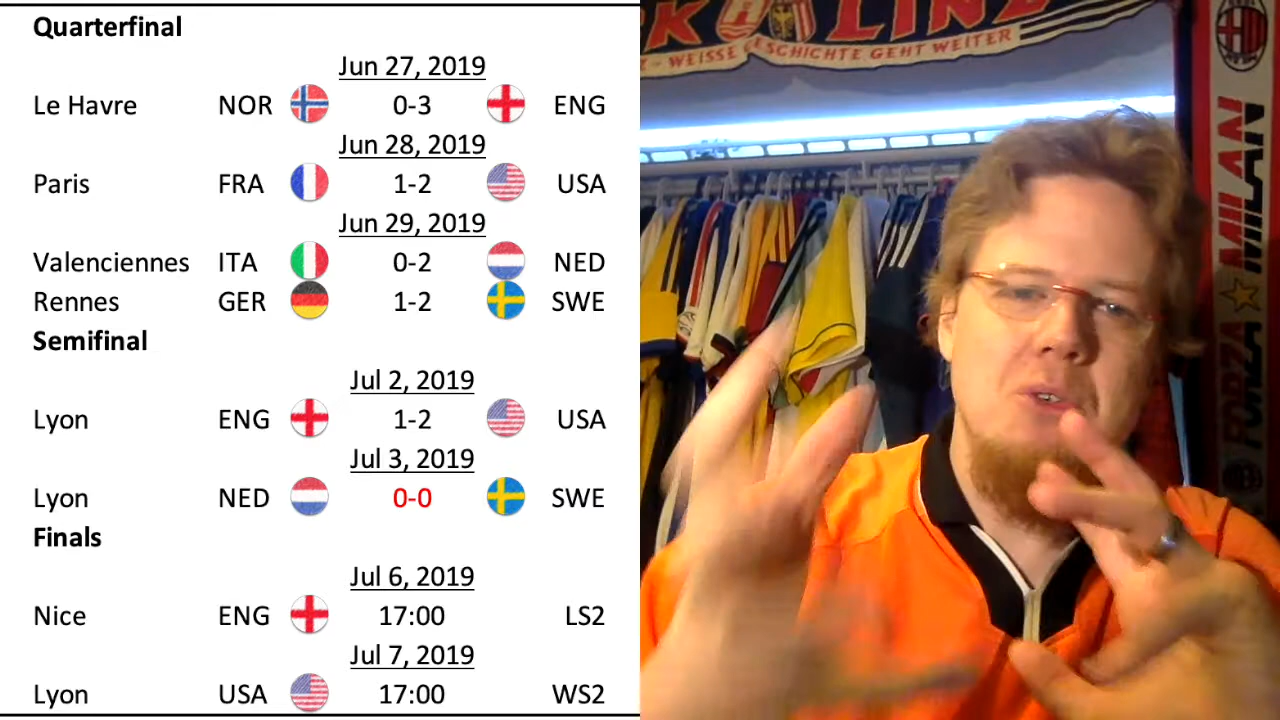 Quarterfinal
Jun 27, 2019
Le Havre NOR 0-3 ENG
Jun 28, 2019
Paris FRA 1-2 USA
Jun 29, 2019
Valenciennes ITA 0-2 NED
Rennes GER 1-2 SWE
Semifinal
Jul 2, 2019
Lyon ENG 1-2 USA
Jul 3, 2019
Lyon NED 0-0 SWE
Finals
Jul 6, 2019
Nice ENG 17:00 LS2
Jul 7, 2019
Lyon USA 17:00 WS2
K LINZ
- WEISSE GESCHICHTE GEHT WEITER
FORZA MILAN